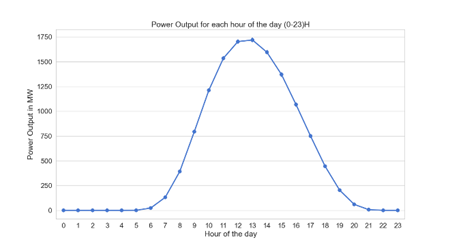 Power Output for each hour of the day (0-23)H
1750
1500
1250
1000
750
500
250
0
Power Output in MW
0 1 2 3 4 5 6 7 8 9 10 11 12 13 14 15 16 17 18 19 20 21 22 23
Hour of the day